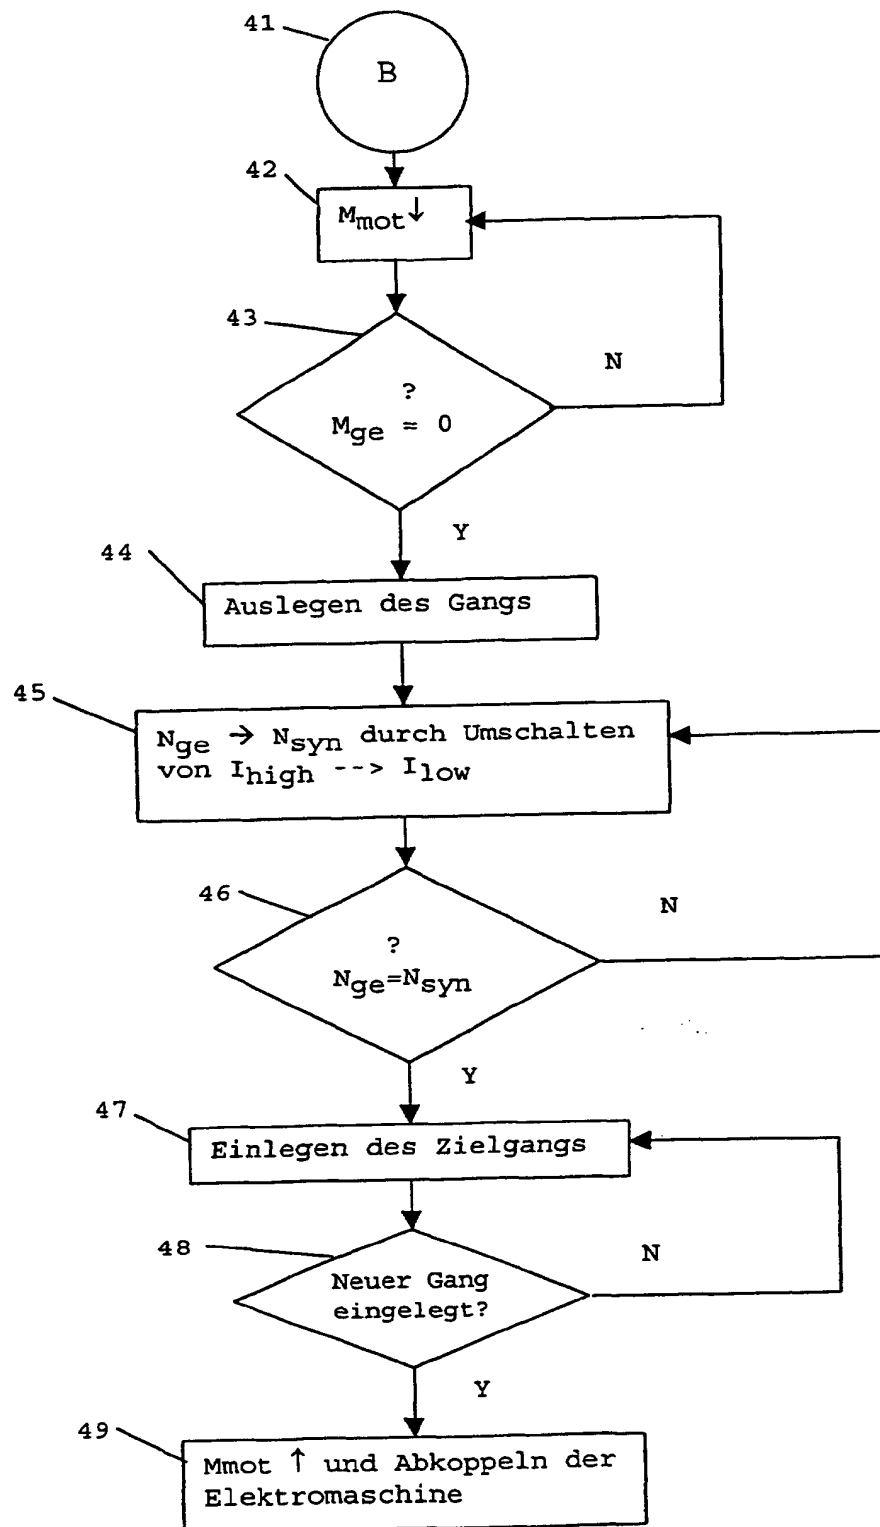 41
B
42
Mmot↓
43
N
?
Mge = 0
Y
44
Auslegen des Gangs
45
Nge → Nsyn durch Umschalten
von Ihigh --> Ilow
46
N
?
Nge=Nsyn
Y
47
Einlegen des Zielgangs
48
N
Neuer Gang
eingelegt?
Y
49
Mmot ↑ und Abkoppeln der
Elektromaschine